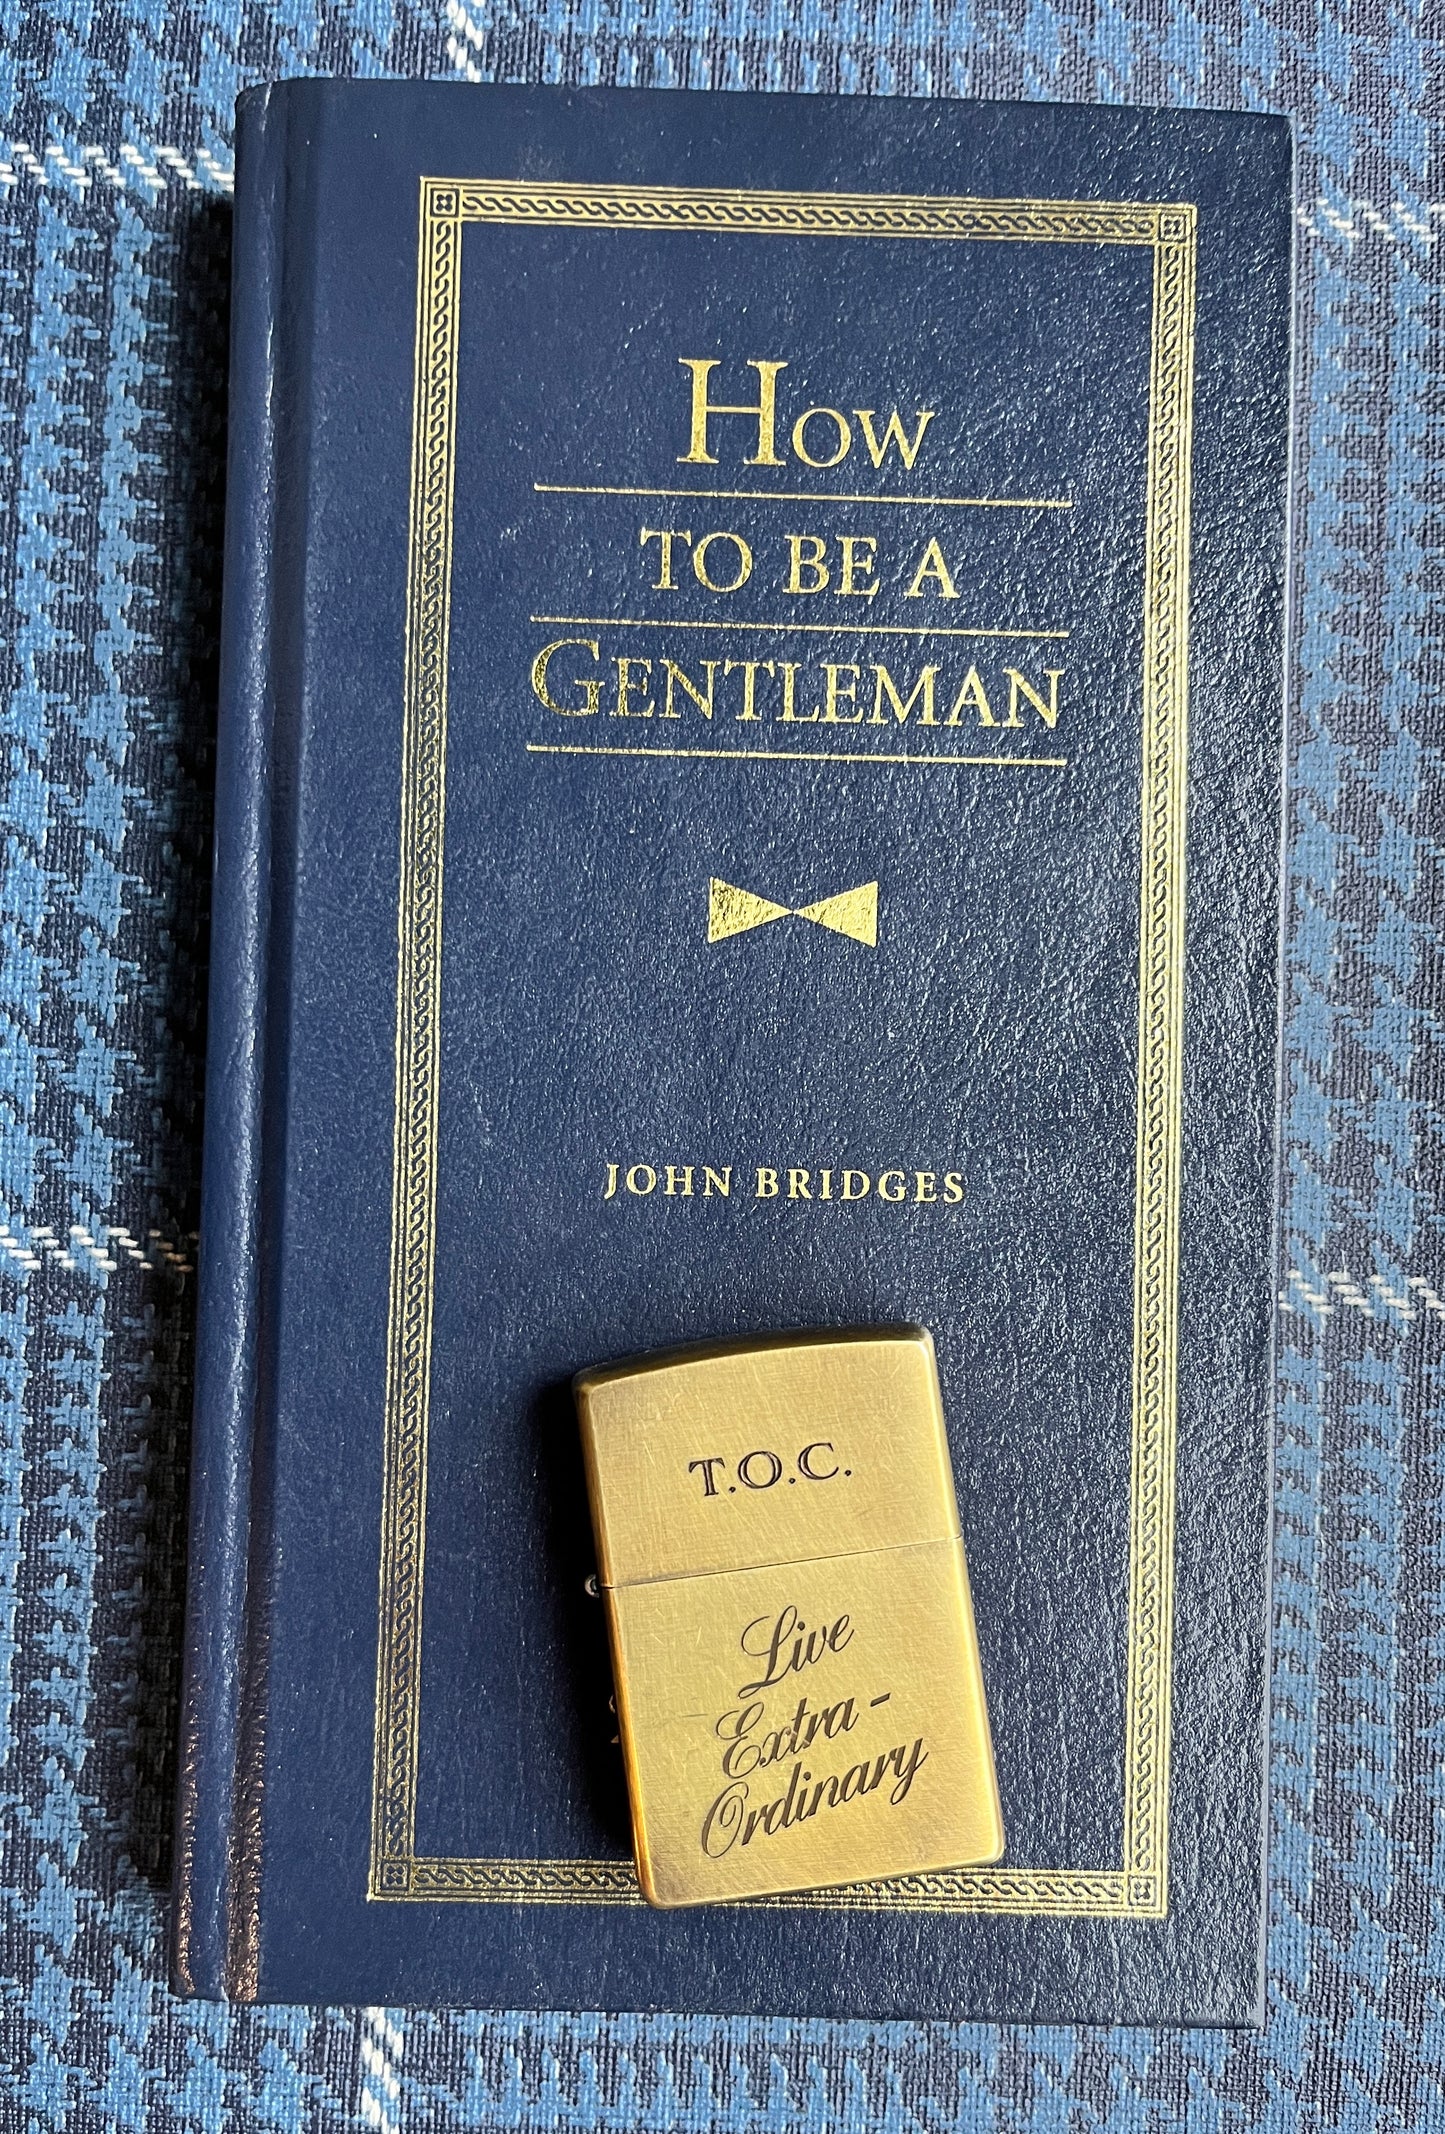 How
TO BE A
GENTLEMAN
JOHN BRIDGES
T.O.C.
Live
Extra-
Ordinary